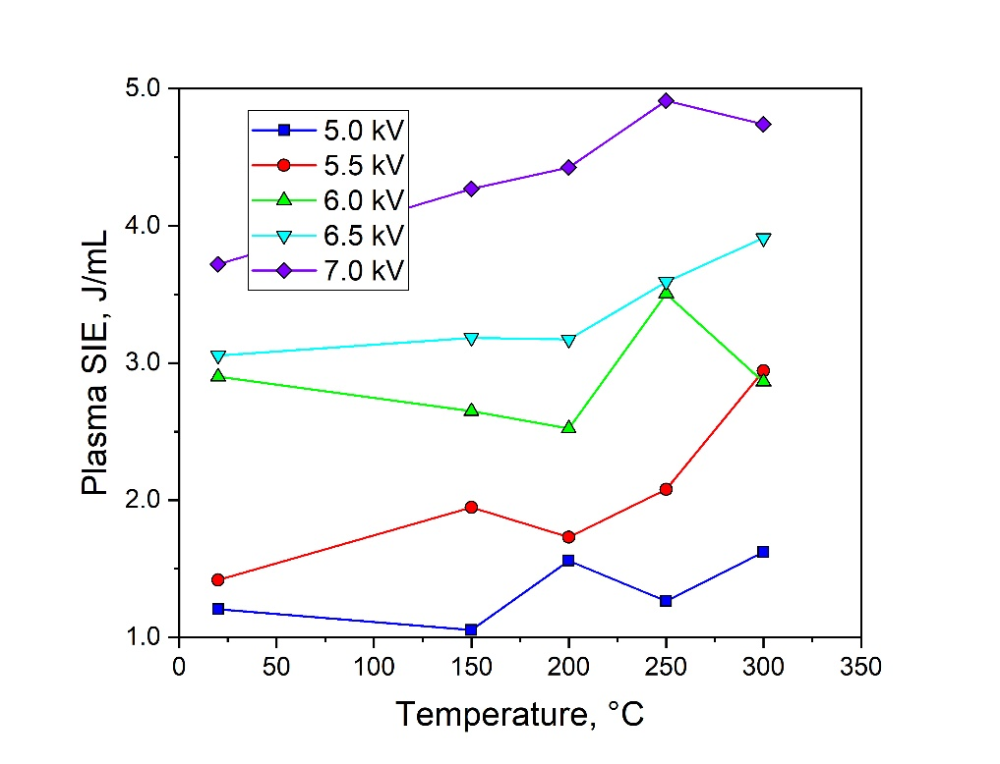 5.0
4.0
3.0
2.0
1.0
Plasma SIE, J/mL
5.0 kV
5.5 kV
6.0 kV
6.5 kV
7.0 kV
0 50 100 150 200 250 300 350
Temperature, °C